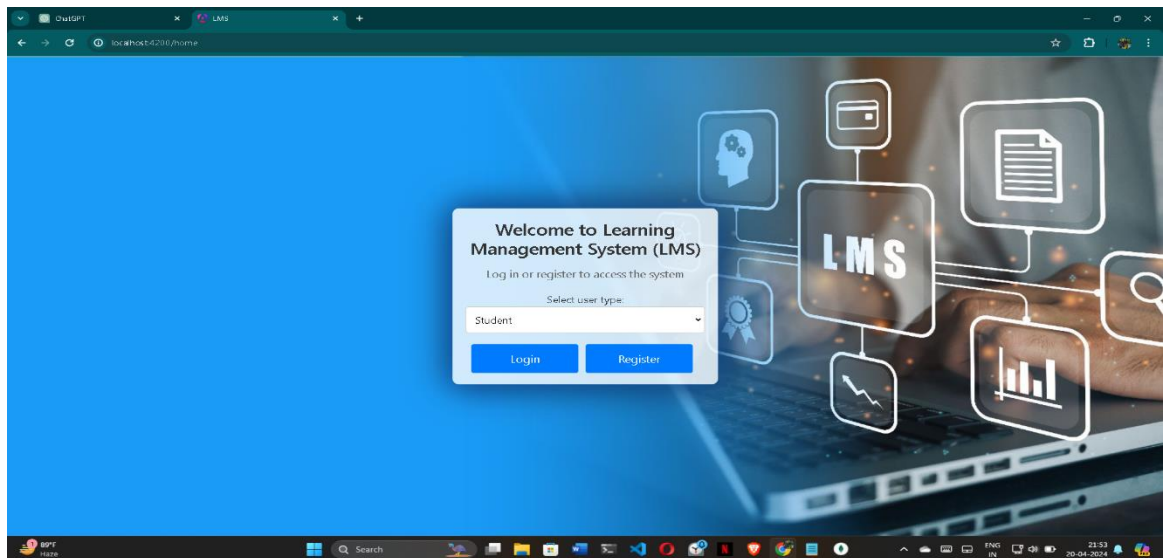 ChatGPT
LMS
localhost:4200/home
Welcome to Learning
Management System (LMS)
Log in or register to access the system
Select user type:
Student
Login
Register
LMS
89°F
Haze
Search
ENG
IN
21:53
20-04-2024